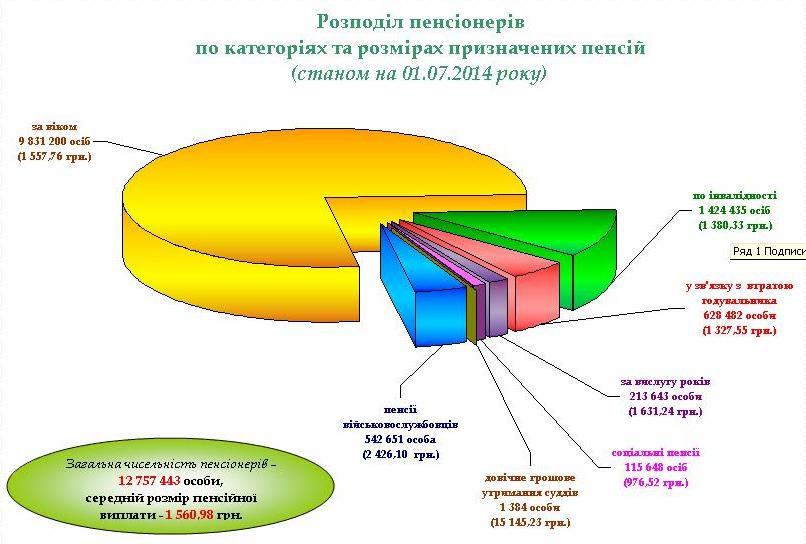 Розподіл пенсіонерів
по категоріях та розмірах призначених пенсій
(станом на 01.07.2014 року)
за віком
9 831 200 осіб
(1 557,76 грн.)
по інвалідності
1 424 435 осіб
(1 380,33 грн.)
Ряд 1 Подписи
у зв'язку з втратою
годувальника
628 482 особи
(1 327,55 грн.)
за вислугу років
213 643 особи
(1 631,24 грн.)
соціальні пенсії
115 648 осіб
(976,52 грн.)
довічне грошове
утримання суддів
1 384 особи
(15 145,23 грн.)
пенсії
військовослужбовців
542 651 особа
(2 426,10 грн.)
Загальна чисельність пенсіонерів –
12 757 443 особи,
середній розмір пенсійної
виплати - 1 560,98 грн.